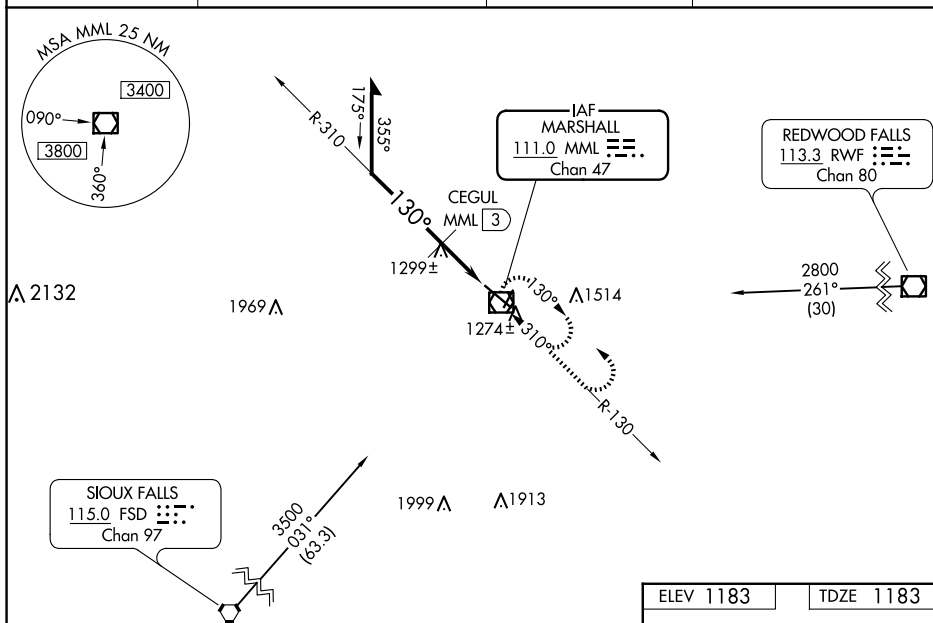 MSA MML 25 NM
3400
090°
3800
360°
R-310
175°
355°
130°
CEGUL
MML 3
1299±
IAF
MARSHALL
111.0 MML
Chan 47
REDWOOD FALLS
113.3 RWF
Chan 80
2800
261°
(30)
2132
1969
1274±
130°
310°
1514
R-130
SIOUX FALLS
115.0 FSD
Chan 97
3500
031°
(63.3)
1999
1913
ELEV 1183
TDZE 1183